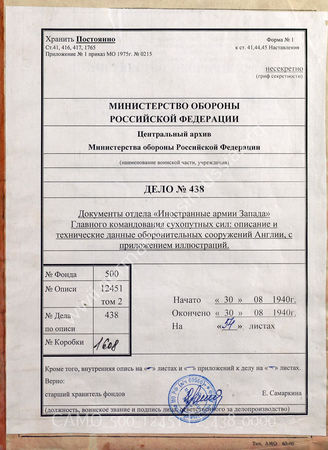 Хранить Постоянно
Форма № 1
Ст.41, 416, 417, 1765
к ст. 41,44,45 Наставления
Приложение № 1 приказ МО 1975г. № 0215
несекретно
(гриф секретности)
МИНИСТЕРСТВО ОБОРОНЫ
РОССИЙСКОЙ ФЕДЕРАЦИИ
Центральный архив
Министерства обороны Российской Федерации
(наименование воинской части, учреждения)
ДЕЛО № 438
Документы отдела «Иностранные армии Запада»
Главного командования сухопутных сил: описание и
технические данные оборонительных сооружений Англии, с
приложением иллюстраций.
№ Фонда 500
№ Описи 12451
том 2
№ Дело 438
по описи
№ Коробки 1608
Начато « 30 » 08 1940г.
Окончено « 30 » 08 1940г.
На « 54 » листах
Кроме того, внутренняя опись на « — » листах и « — » приложений к делу на « — » листах.
Верно:
старший хранитель фондов Е. Самаркина
(должность, воинское звание и подпись лица, ответственного за делопроизводство)
Тип. АМО